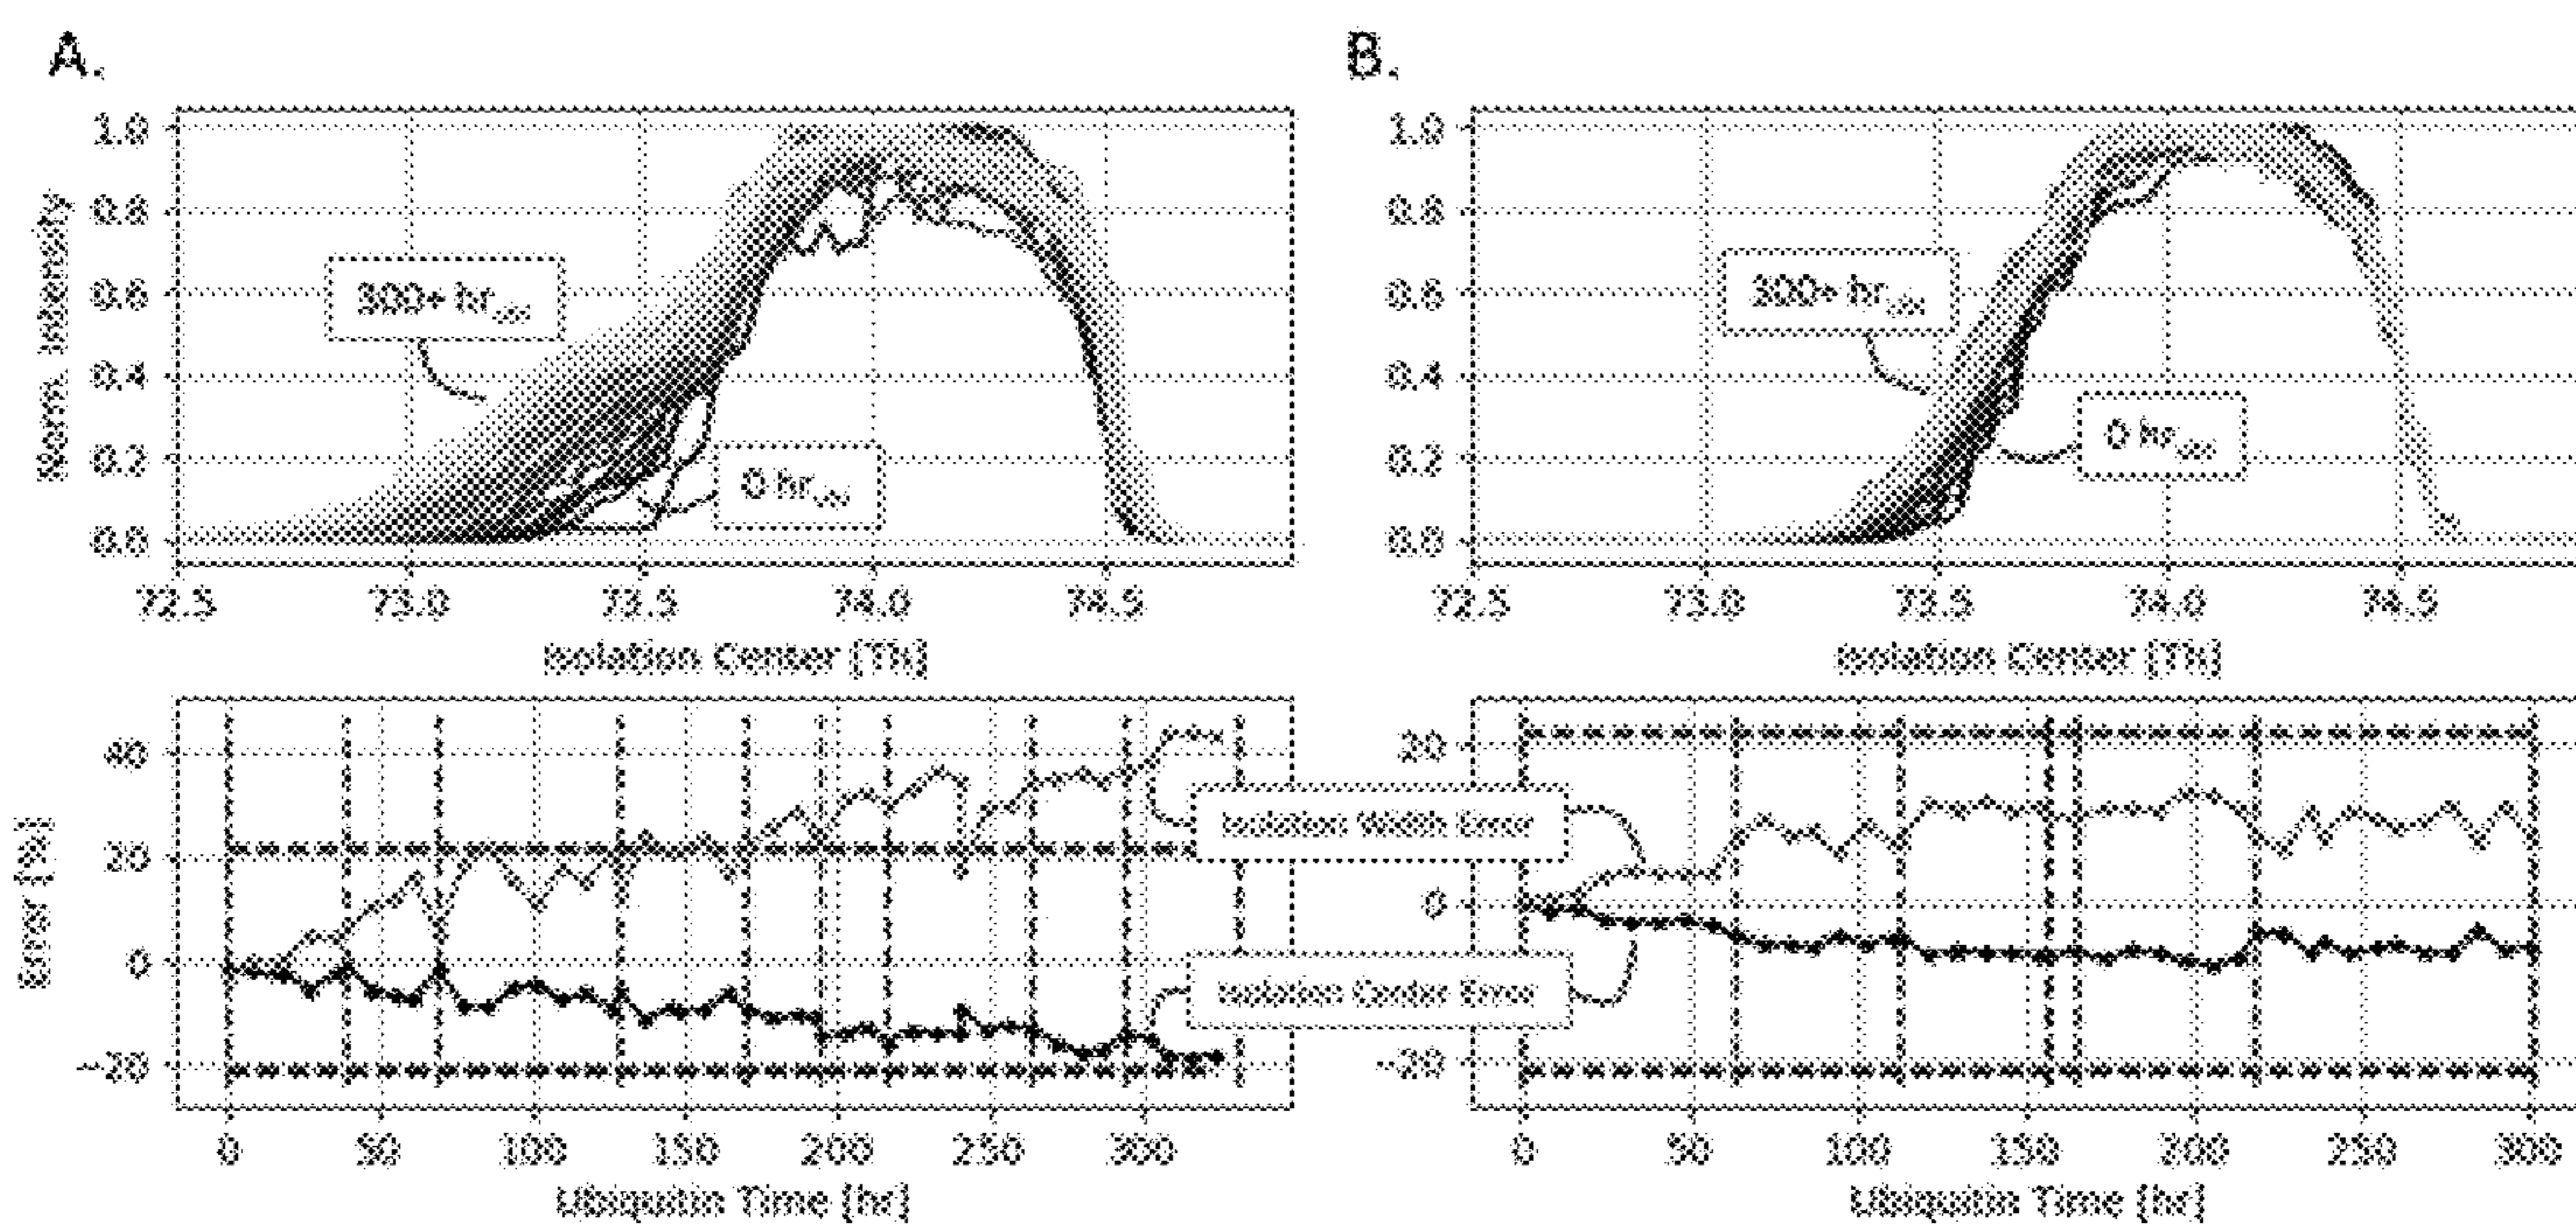 A.
B.
Norm. Intensity
1.0
0.8
0.6
0.4
0.2
0.0
300+ hr
0 hr
72.5 73.0 73.5 74.0 74.5
Isolation Center [Th]
1.0
0.8
0.6
0.4
0.2
0.0
300+ hr
0 hr
72.5 73.0 73.5 74.0 74.5
Isolation Center [Th]
Error [%]
40
20
0
-20
0 50 100 150 200 250 300
Ubiquitin Time [hr]
Isolation Width Error
Isolation Center Error
20
0
-20
0 50 100 150 200 250 300
Ubiquitin Time [hr]